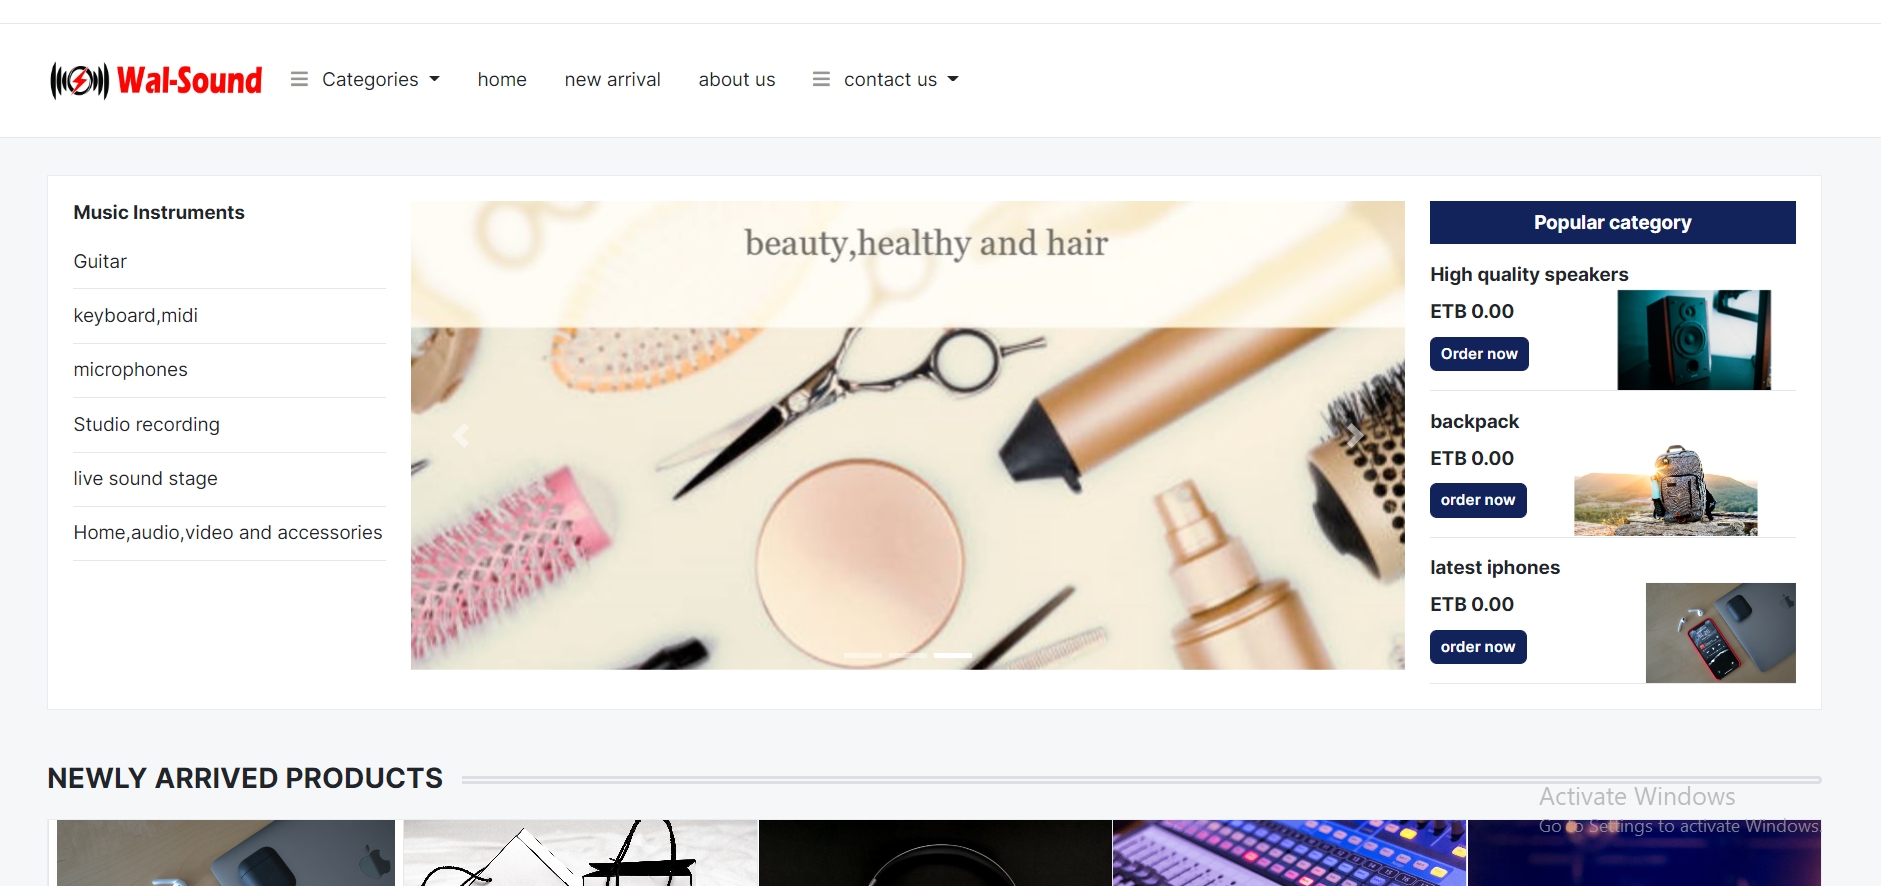 Wal-Sound
Categories
home
new arrival
about us
contact us
Music Instruments
Guitar
keyboard,midi
microphones
Studio recording
live sound stage
Home,audio,video and accessories
beauty,healthy and hair
Popular category
High quality speakers
ETB 0.00
Order now
backpack
ETB 0.00
order now
latest iphones
ETB 0.00
order now
NEWLY ARRIVED PRODUCTS
Activate Windows
Go to Settings to activate Windows.